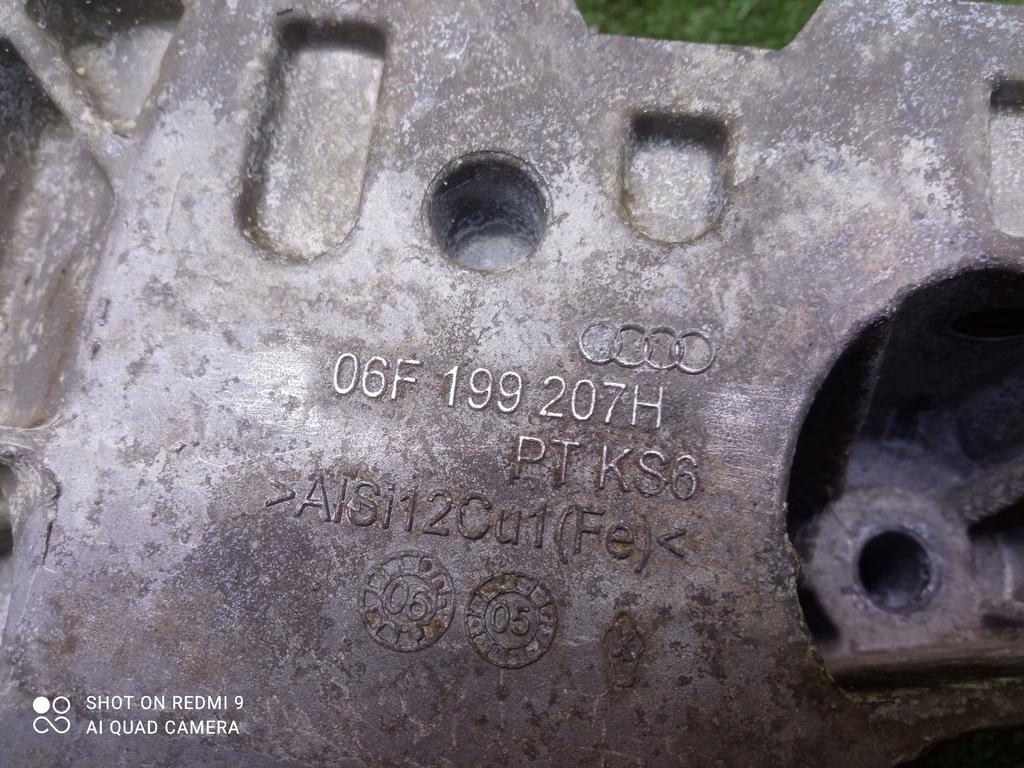 06F 199 207H
PT KS6
>AlSi12Cu1(Fe)<
06 05
SHOT ON REDMI 9
AI QUAD CAMERA